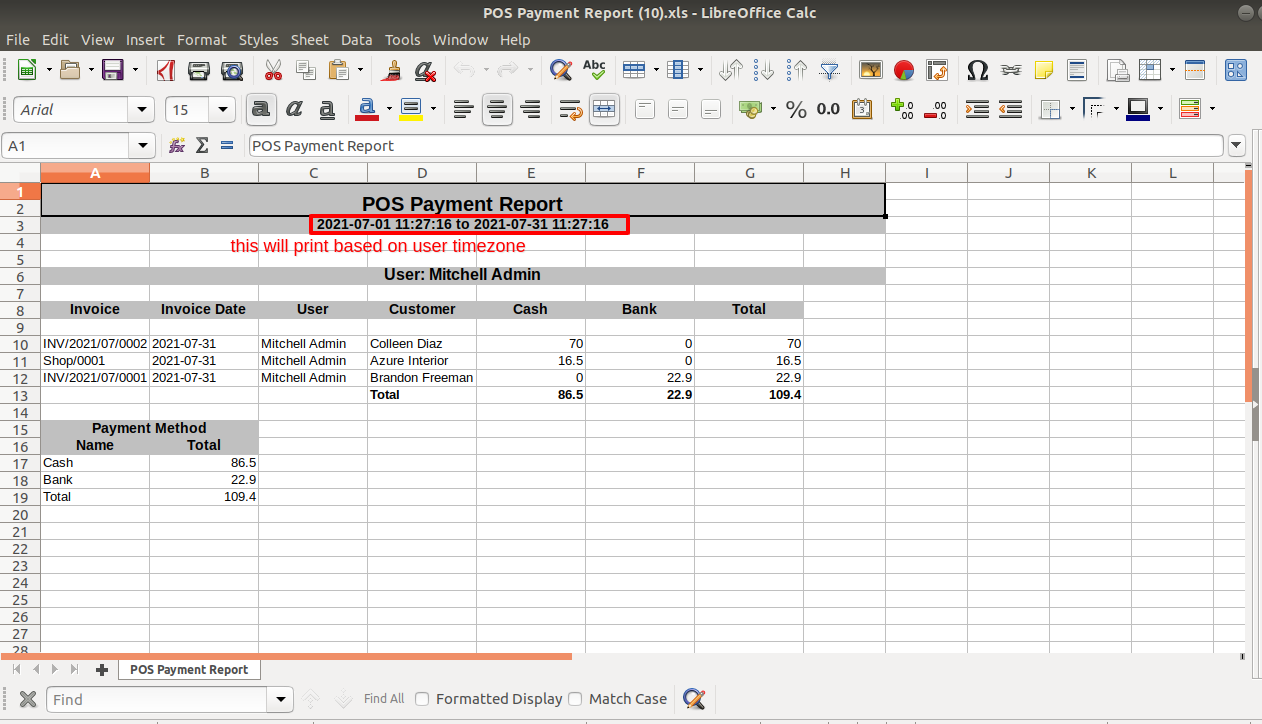 POS Payment Report (10).xls - LibreOffice Calc
File Edit View Insert Format Styles Sheet Data Tools Window Help
Abc
Arial 15 a a a a % 0.0 3 .00 .00
A1 fx Σ = POS Payment Report
A B C D E F G H I J K L
1
2 POS Payment Report
3 2021-07-01 11:27:16 to 2021-07-31 11:27:16
4 this will print based on user timezone
5
6 User: Mitchell Admin
7
8 Invoice Invoice Date User Customer Cash Bank Total
9
10 INV/2021/07/0002 2021-07-31 Mitchell Admin Colleen Diaz 70 0 70
11 Shop/0001 2021-07-31 Mitchell Admin Azure Interior 16.5 0 16.5
12 INV/2021/07/0001 2021-07-31 Mitchell Admin Brandon Freeman 0 22.9 22.9
13 Total 86.5 22.9 109.4
14
15 Payment Method
16 Name Total
17 Cash 86.5
18 Bank 22.9
19 Total 109.4
20
21
22
23
24
25
26
27
28
POS Payment Report
Find Find All Formatted Display Match Case